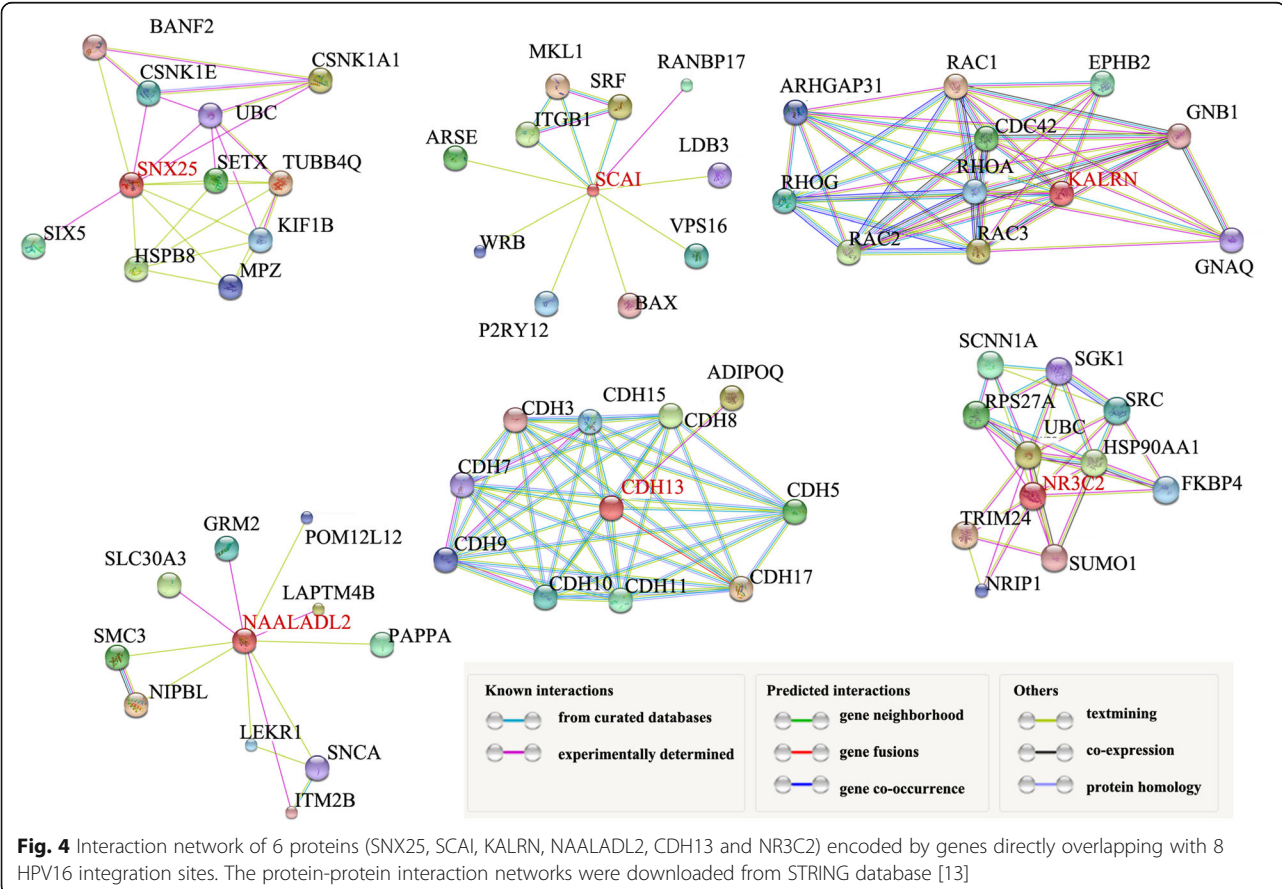 BANF2
CSNK1E
CSNK1A1
UBC
SNX25
SETX
TUBB4Q
SIX5
HSPB8
KIF1B
MPZ
MKL1
SRF
RANBP17
ITGB1
ARSE
LDB3
SCAI
WRB
VPS16
P2RY12
BAX
RAC1
EPHB2
ARHGAP31
GNB1
CDC42
RHOA
KALRN
RHOG
RAC2
RAC3
GNAQ
GRM2
POM12L12
SLC30A3
LAPTM4B
NAALADL2
SMC3
PAPPA
NIPBL
LEKR1
SNCA
ITM2B
ADIPOQ
CDH15
CDH3
CDH8
CDH7
CDH13
CDH5
CDH9
CDH10
CDH11
CDH17
SCNN1A
SGK1
RPS27A
SRC
UBC
HSP90AA1
NR3C2
FKBP4
TRIM24
SUMO1
NRIP1
Known interactions
from curated databases
experimentally determined
Predicted interactions
gene neighborhood
gene fusions
gene co-occurrence
Others
textmining
co-expression
protein homology
Fig. 4 Interaction network of 6 proteins (SNX25, SCAI, KALRN, NAALADL2, CDH13 and NR3C2) encoded by genes directly overlapping with 8
HPV16 integration sites. The protein-protein interaction networks were downloaded from STRING database [13]